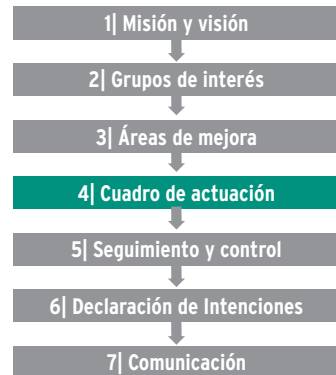 1| Misión y visión
2| Grupos de interés
3| Áreas de mejora
4| Cuadro de actuación
5| Seguimiento y control
6| Declaración de Intenciones
7| Comunicación